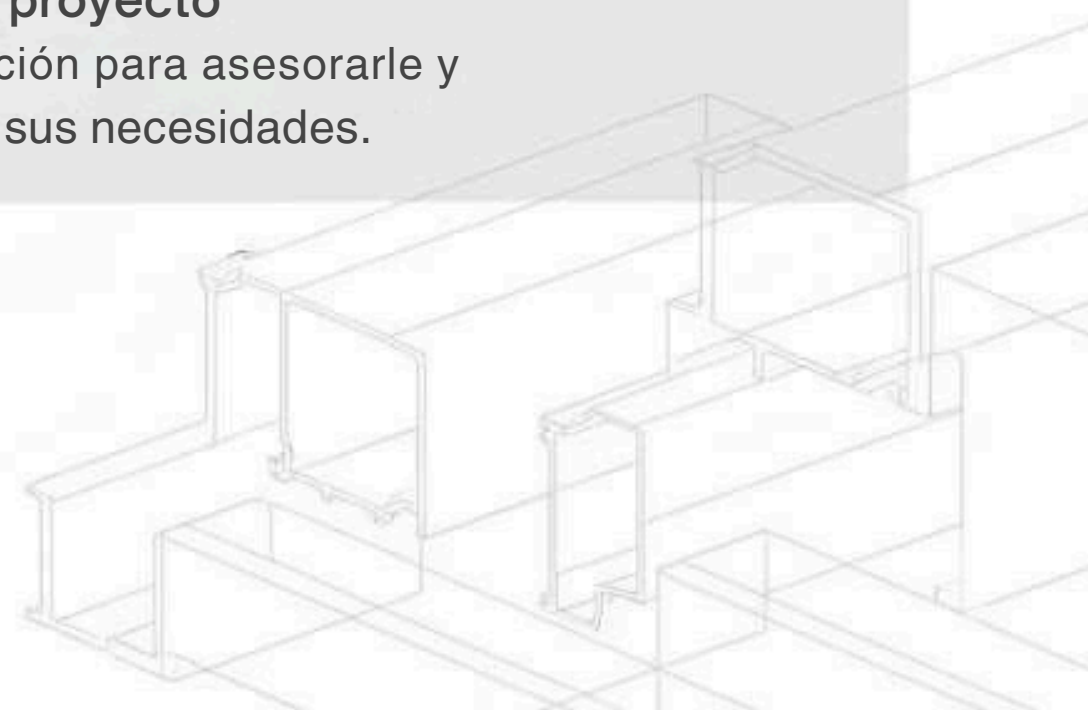 proyecto
ción para asesorarle y
sus necesidades.